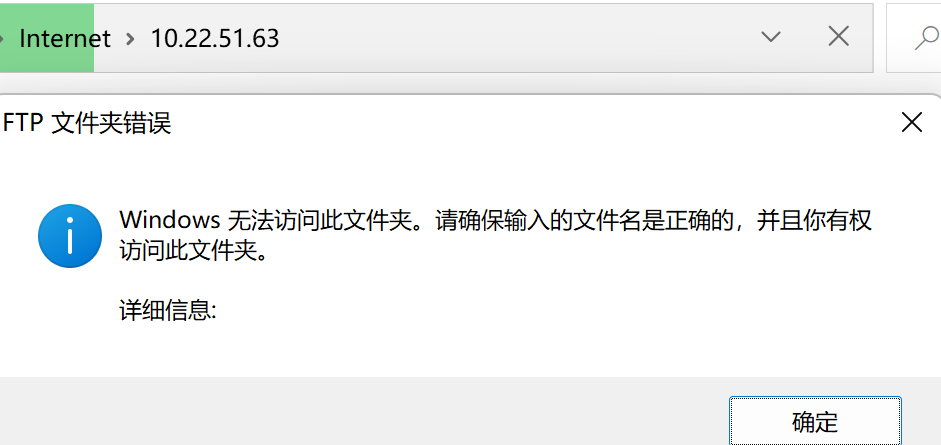 Internet > 10.22.51.63
FTP 文件夹错误
Windows 无法访问此文件夹。请确保输入的文件名是正确的，并且你有权
访问此文件夹。
详细信息:
确定